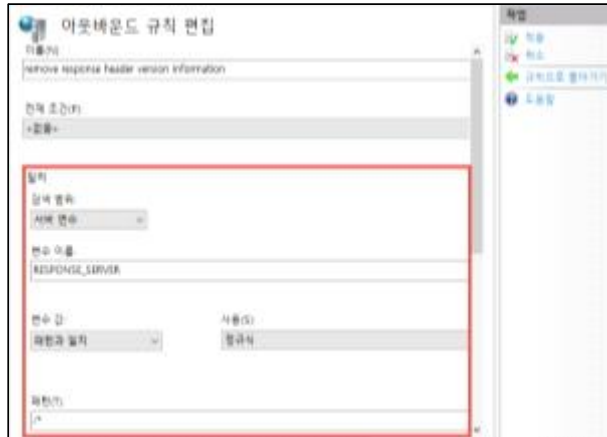 아웃바운드 규칙 편집
이름(N)
remove response header version information
전제 조건(P)
<없음>
일치
검색 범위:
서버 변수
변수 이름:
RESPONSE_SERVER
변수 값:
사용(S):
패턴과 일치
정규식
패턴(T):
작업
적용
취소
규칙으로 돌아가기
도움말